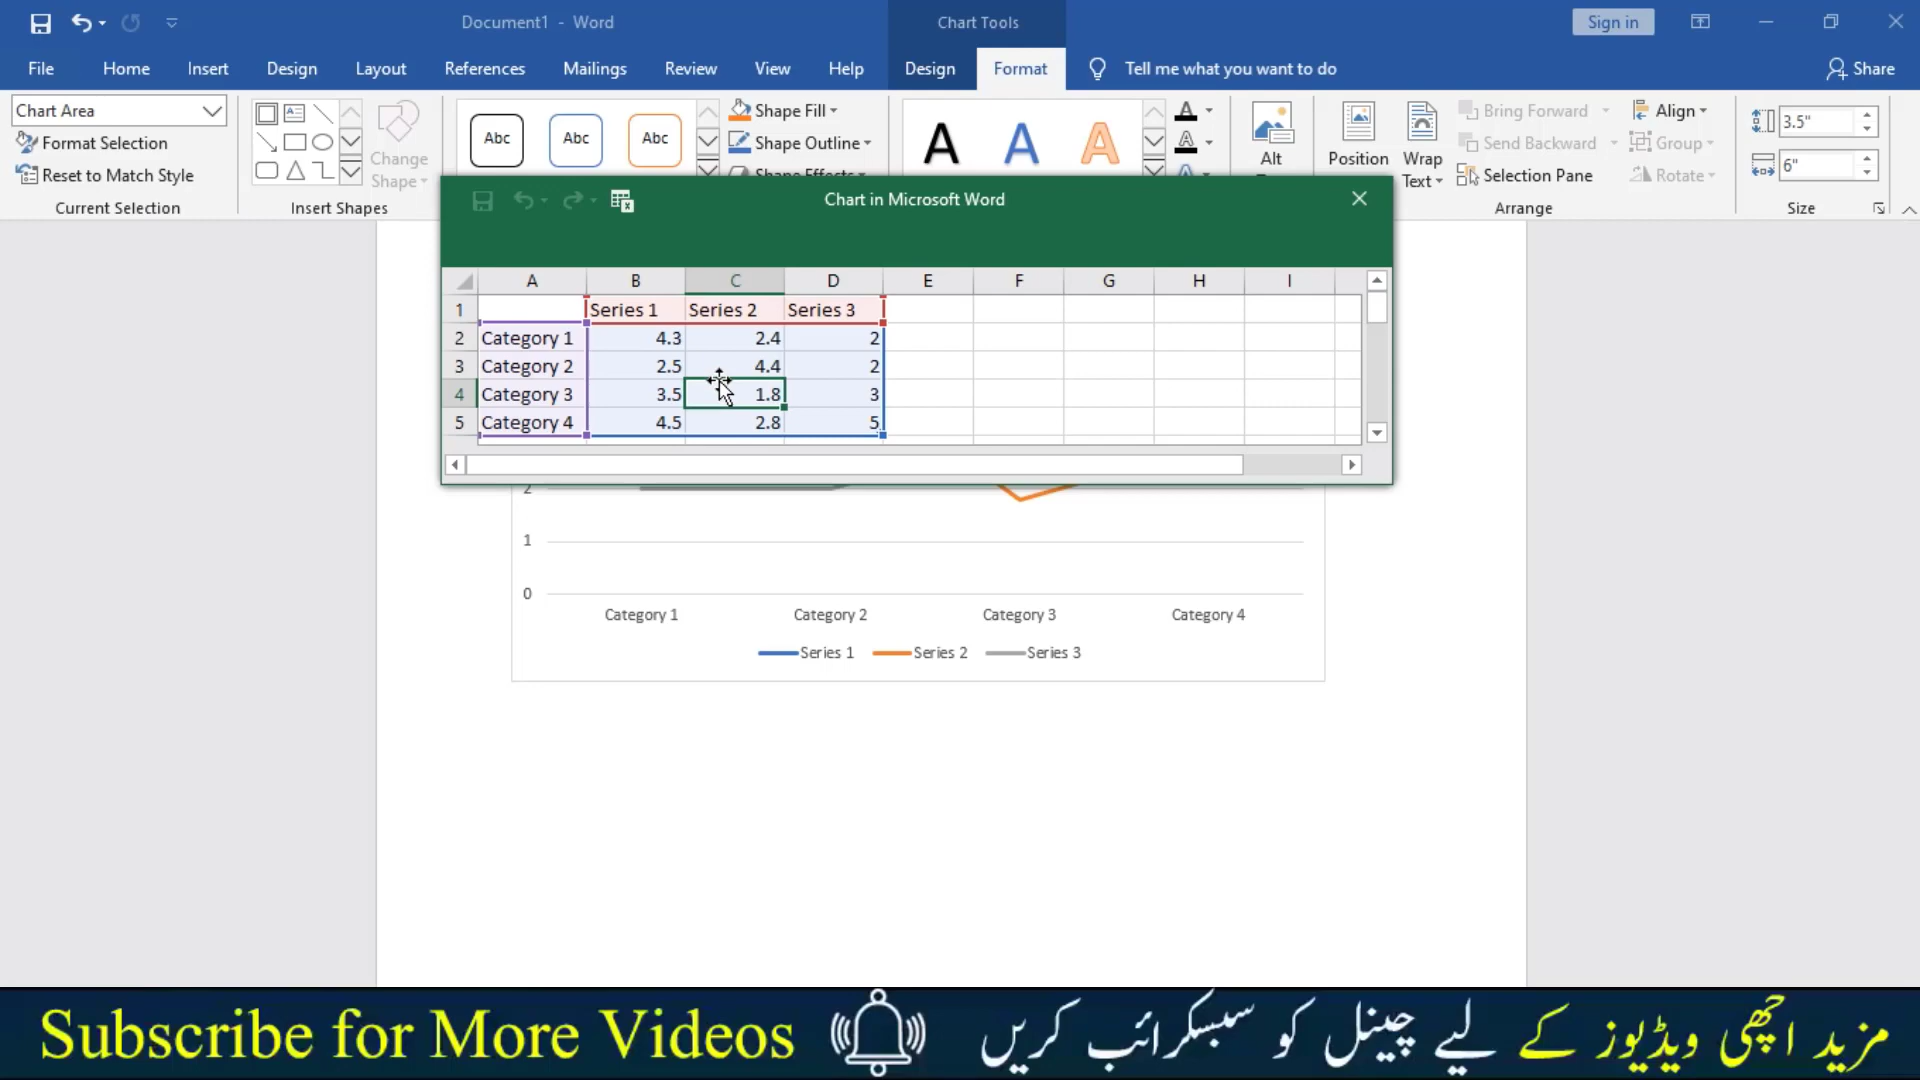 Document1 - Word
Chart Tools
Sign in
File Home Insert Design Layout References Mailings Review View Help Design Format Tell me what you want to do Share
Chart Area
Format Selection
Reset to Match Style
Current Selection
Change
Shape
Insert Shapes
Abc Abc Abc
Shape Fill
Shape Outline
Shape Effects
A A A
Alt
Position
Wrap
Text
Bring Forward
Send Backward
Selection Pane
Align
Group
Rotate
Arrange
3.5"
6"
Size
Chart in Microsoft Word
A B C D E F G H I
1 Series 1 Series 2 Series 3
2 Category 1 4.3 2.4 2
3 Category 2 2.5 4.4 2
4 Category 3 3.5 1.8 3
5 Category 4 4.5 2.8 5
2
1
0
Category 1 Category 2 Category 3 Category 4
Series 1 Series 2 Series 3
Subscribe for More Videos
مزید اچھی ویڈیوز کے لیے چینل کو سبسکرائب کریں